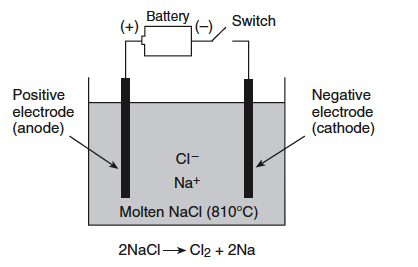 Battery
(+)
(–)
Switch
Positive
electrode
(anode)
Negative
electrode
(cathode)
Cl–
Na+
Molten NaCl (810°C)
2NaCl → Cl2 + 2Na